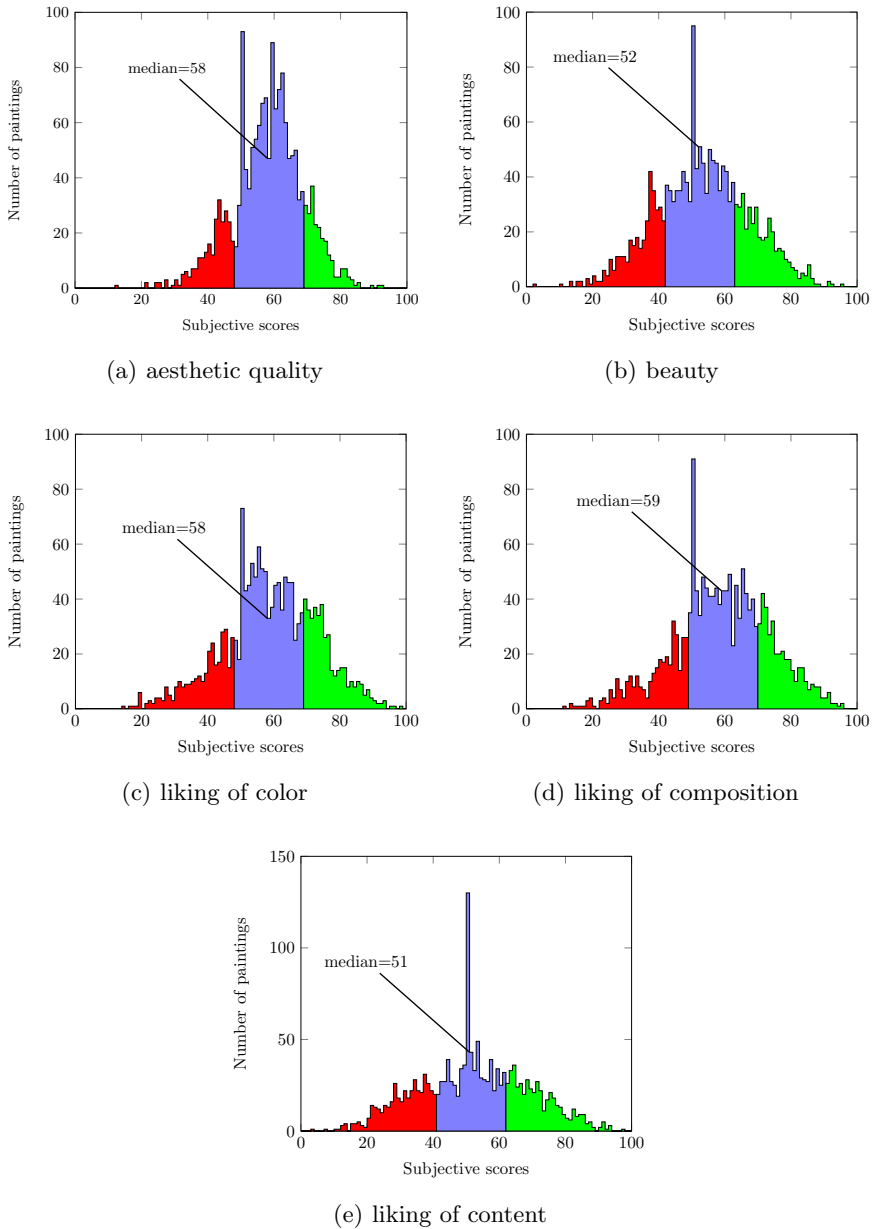 100
80
60
40
20
0
Number of paintings
median=58
0 20 40 60 80 100
Subjective scores
(a) aesthetic quality
100
80
60
40
20
0
Number of paintings
median=52
0 20 40 60 80 100
Subjective scores
(b) beauty
100
80
60
40
20
0
Number of paintings
median=58
0 20 40 60 80 100
Subjective scores
(c) liking of color
100
80
60
40
20
0
Number of paintings
median=59
0 20 40 60 80 100
Subjective scores
(d) liking of composition
150
100
50
0
Number of paintings
median=51
0 20 40 60 80 100
Subjective scores
(e) liking of content